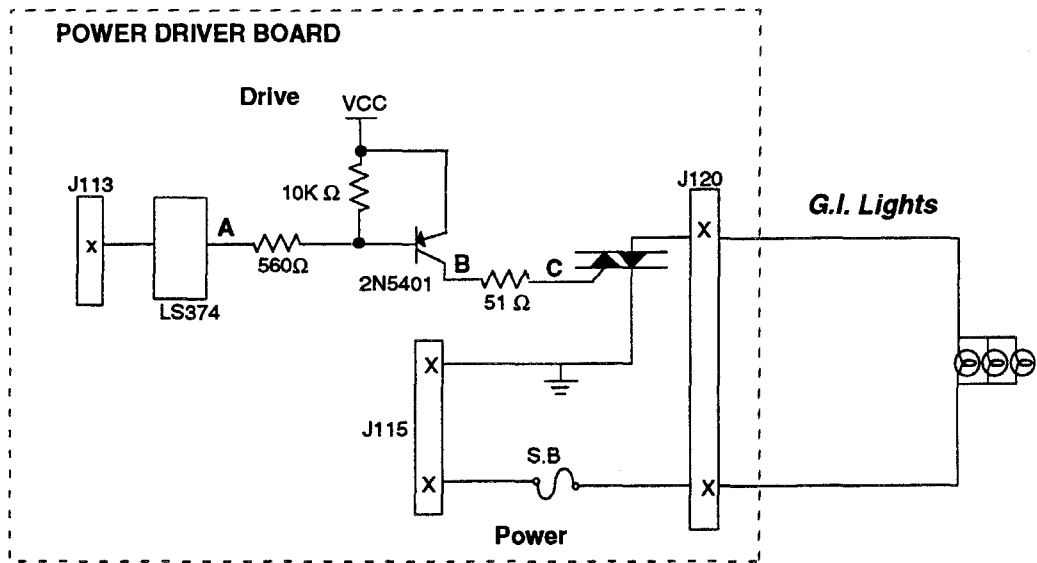 POWER DRIVER BOARD
Drive
VCC
J113
10K Ω
J120
G.I. Lights
A
X
X
560Ω
B
C
2N5401
51 Ω
LS374
X
J115
S.B
X
X
Power